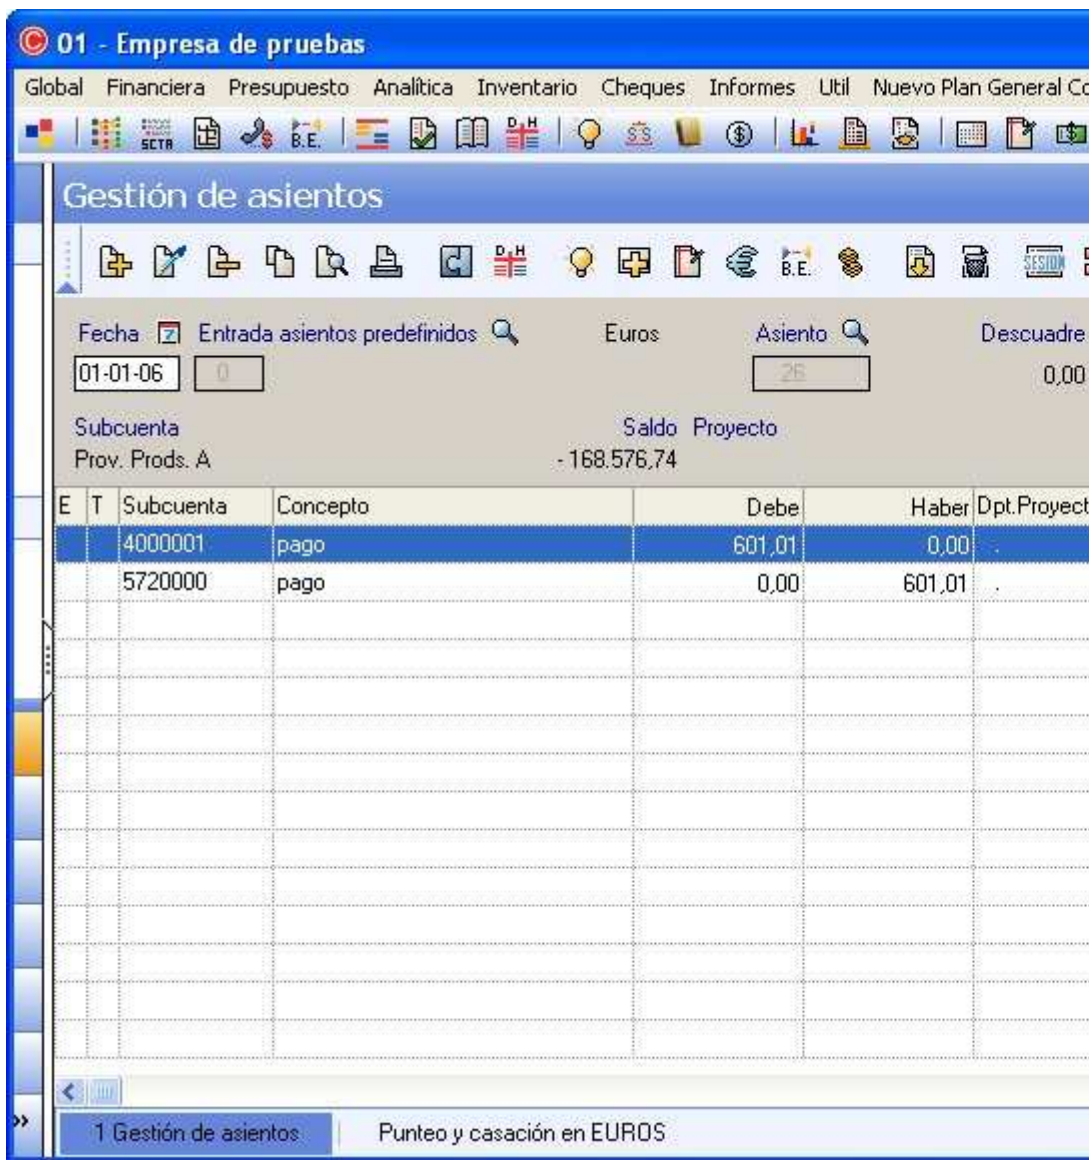 01 - Empresa de pruebas
Global Financiera Presupuesto Analítica Inventario Cheques Informes Util Nuevo Plan General Co
SCTA B.E. D H S S $
Gestión de asientos
D H B.E. SESION
Fecha 7 Entrada asientos predefinidos Euros Asiento Descuadre
01-01-06 0 26 0,00
Subcuenta Saldo Proyecto
Prov. Prods. A - 168.576,74
E T Subcuenta Concepto Debe Haber Dpt.Proyect
4000001 pago 601,01 0,00 .
5720000 pago 0,00 601,01 .
1 Gestión de asientos Punteo y casación en EUROS